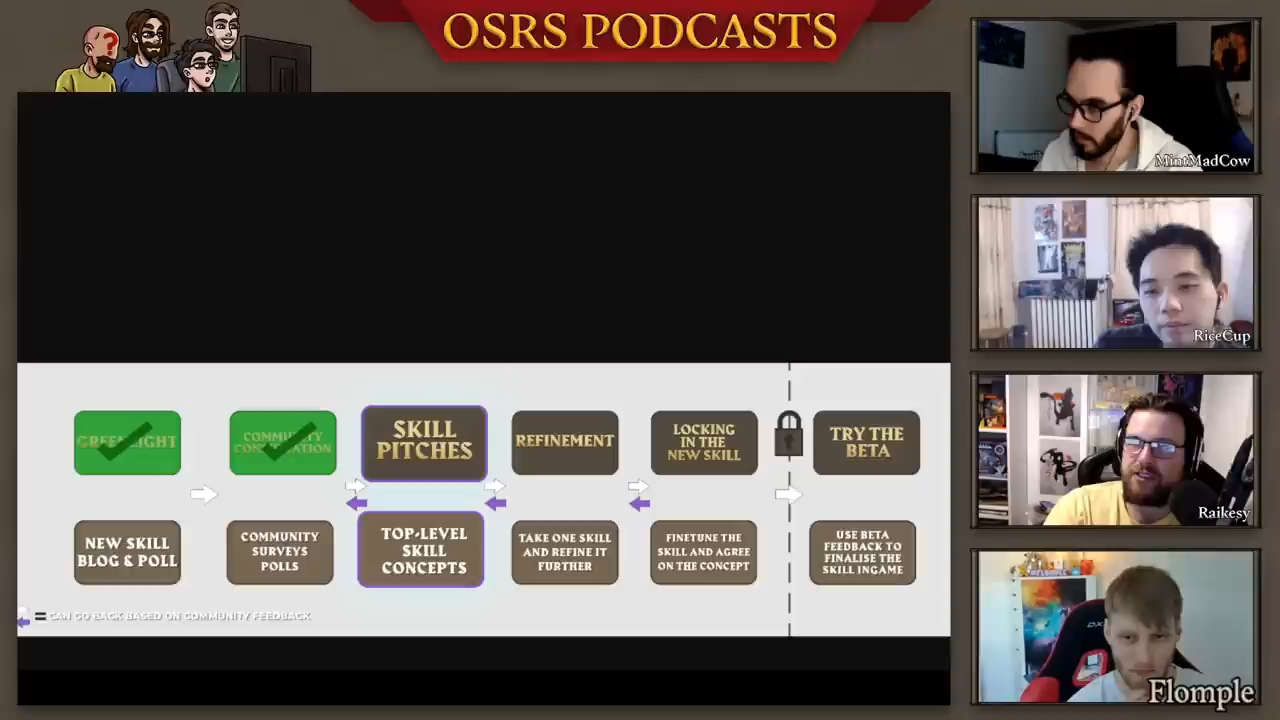 OSRS PODCASTS
MintMadCow
RiceCup
Raikesy
Flomple
GREENLIGHT
COMMUNITY
CONVERSATION
SKILL
PITCHES
REFINEMENT
LOCKING
IN THE
NEW SKILL
TRY THE
BETA
NEW SKILL
BLOG & POLL
COMMUNITY
SURVEYS
POLLS
TOP-LEVEL
SKILL
CONCEPTS
TAKE ONE SKILL
AND REFINE IT
FURTHER
FINETUNE THE
SKILL AND AGREE
ON THE CONCEPT
USE BETA
FEEDBACK TO
FINALISE THE
SKILL INGAME
= CAN GO BACK BASED ON COMMUNITY FEEDBACK